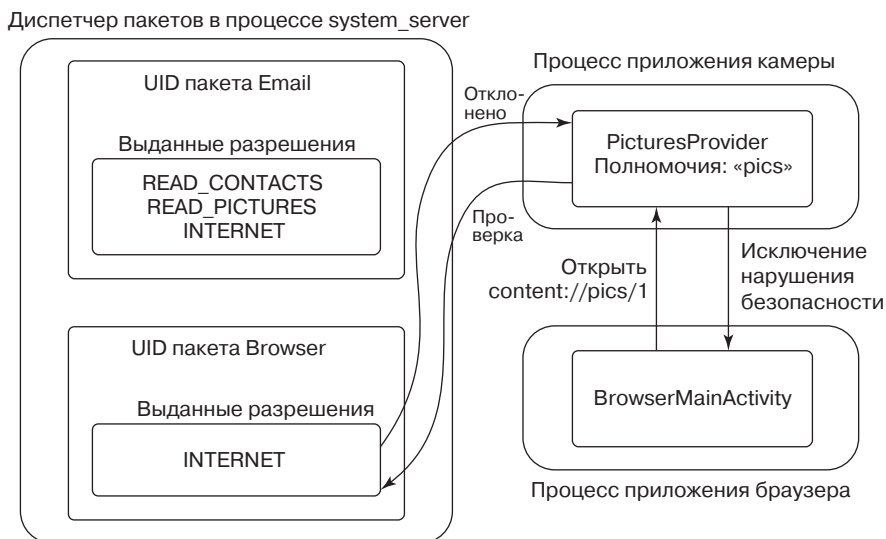 Диспетчер пакетов в процессе system_server
UID пакета Email
Выданные разрешения
READ_CONTACTS
READ_PICTURES
INTERNET
UID пакета Browser
Выданные разрешения
INTERNET
Откло-
нено
Про-
верка
Процесс приложения камеры
PicturesProvider
Полномочия: «pics»
Открыть
content://pics/1
Исключение
нарушения
безопасности
BrowserMainActivity
Процесс приложения браузера